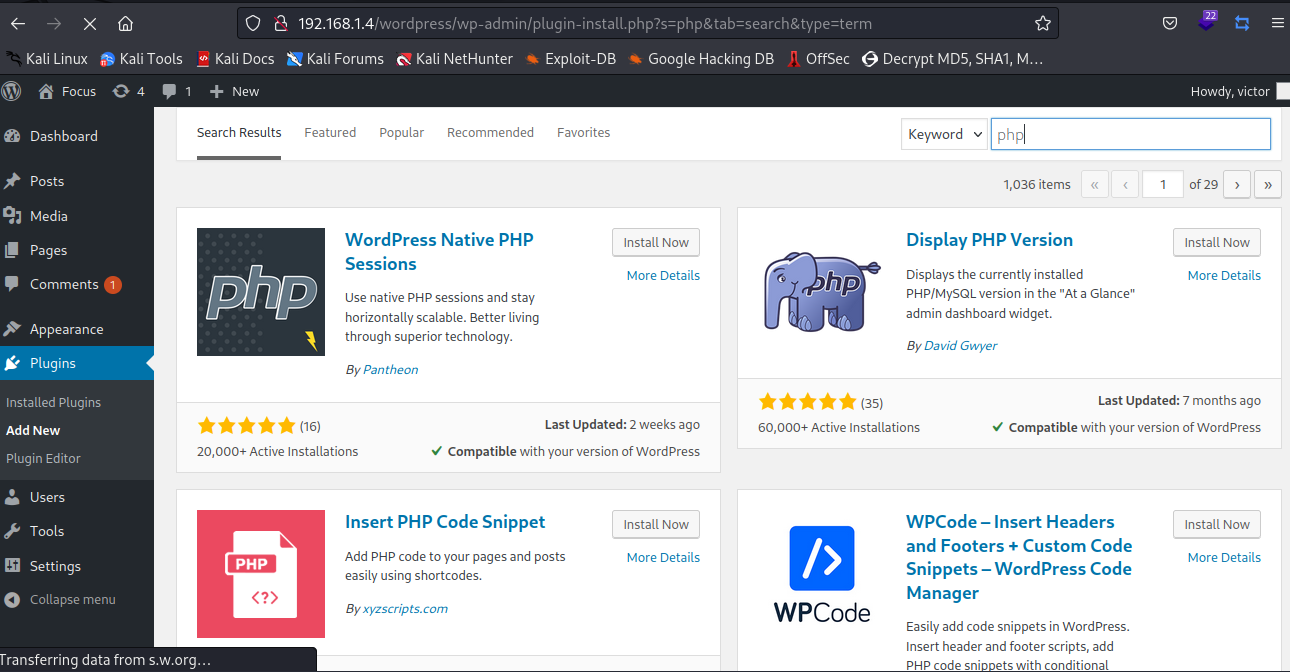 192.168.1.4/wordpress/wp-admin/plugin-install.php?s=php&tab=search&type=term
22
Kali Linux Kali Tools Kali Docs Kali Forums Kali NetHunter Exploit-DB Google Hacking DB OffSec Decrypt MD5, SHA1, M...
Focus 4 1 New Howdy, victor
Dashboard
Posts
Media
Pages
Comments 1
Appearance
Plugins
Installed Plugins
Add New
Plugin Editor
Users
Tools
Settings
Collapse menu
Search Results Featured Popular Recommended Favorites Keyword php
1,036 items « ‹ 1 of 29 › »
php
WordPress Native PHP
Sessions
Install Now
More Details
Use native PHP sessions and stay
horizontally scalable. Better living
through superior technology.
By Pantheon
(16)
Last Updated: 2 weeks ago
20,000+ Active Installations
Compatible with your version of WordPress
php
Display PHP Version
Install Now
More Details
Displays the currently installed
PHP/MySQL version in the "At a Glance"
admin dashboard widget.
By David Gwyer
(35)
Last Updated: 7 months ago
60,000+ Active Installations
Compatible with your version of WordPress
PHP
<?>
Insert PHP Code Snippet
Install Now
More Details
Add PHP code to your pages and posts
easily using shortcodes.
By xyzscripts.com
WPCode
WPCode – Insert Headers
and Footers + Custom Code
Snippets – WordPress Code
Manager
Install Now
More Details
Easily add code snippets in WordPress.
Insert header and footer scripts, add
PHP code snippets with conditional
Transferring data from s.w.org…